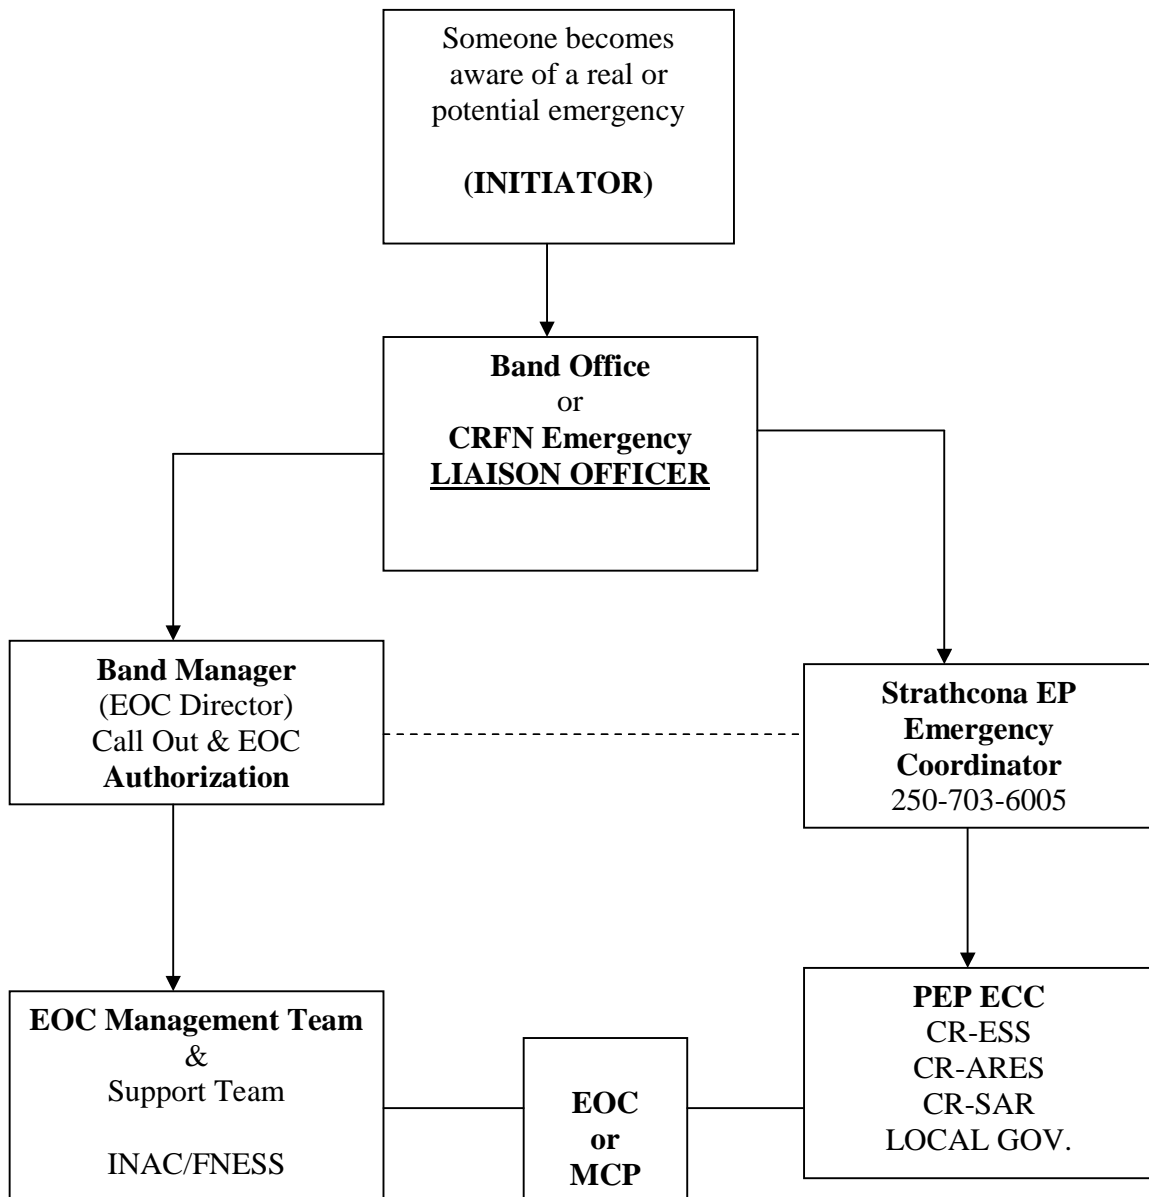 Someone becomes
aware of a real or
potential emergency
(INITIATOR)
Band Office
or
CRFN Emergency
LIAISON OFFICER
Band Manager
(EOC Director)
Call Out & EOC
Authorization
Strathcona EP
Emergency
Coordinator
250-703-6005
EOC Management Team
&
Support Team
INAC/FNESS
EOC
or
MCP
PEP ECC
CR-ESS
CR-ARES
CR-SAR
LOCAL GOV.